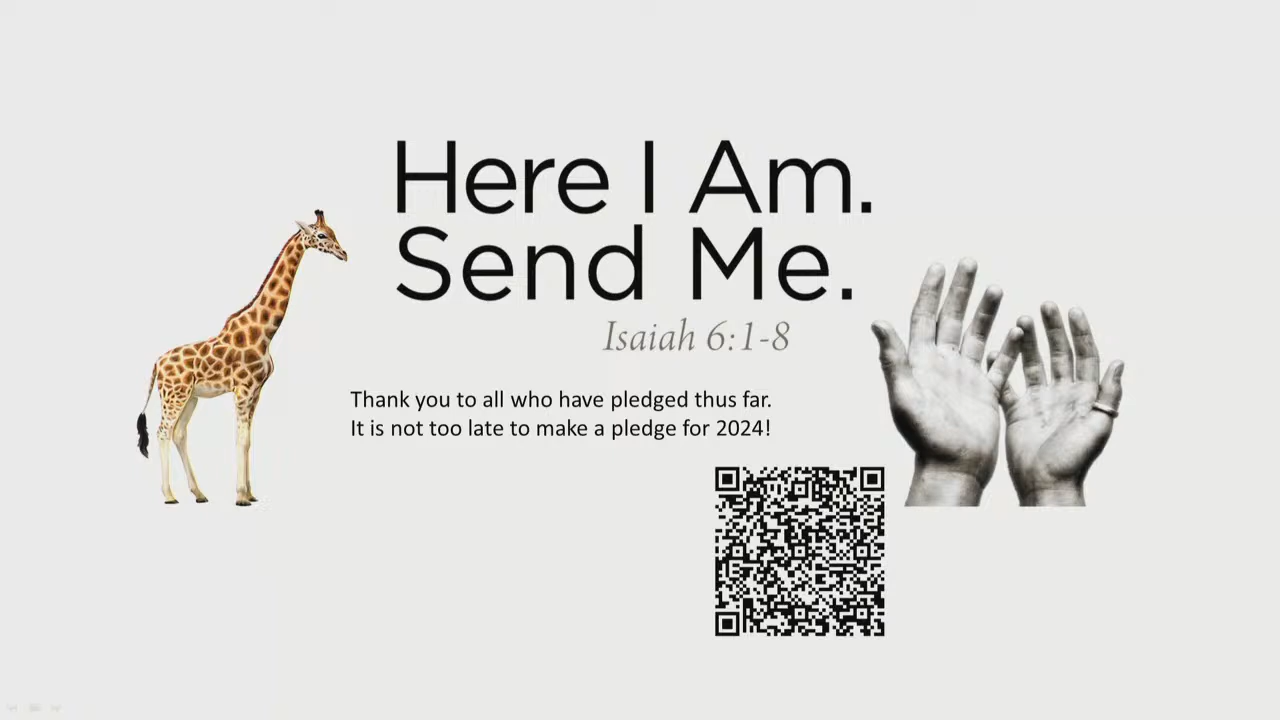 Here I Am.
Send Me.
Isaiah 6:1-8
Thank you to all who have pledged thus far.
It is not too late to make a pledge for 2024!